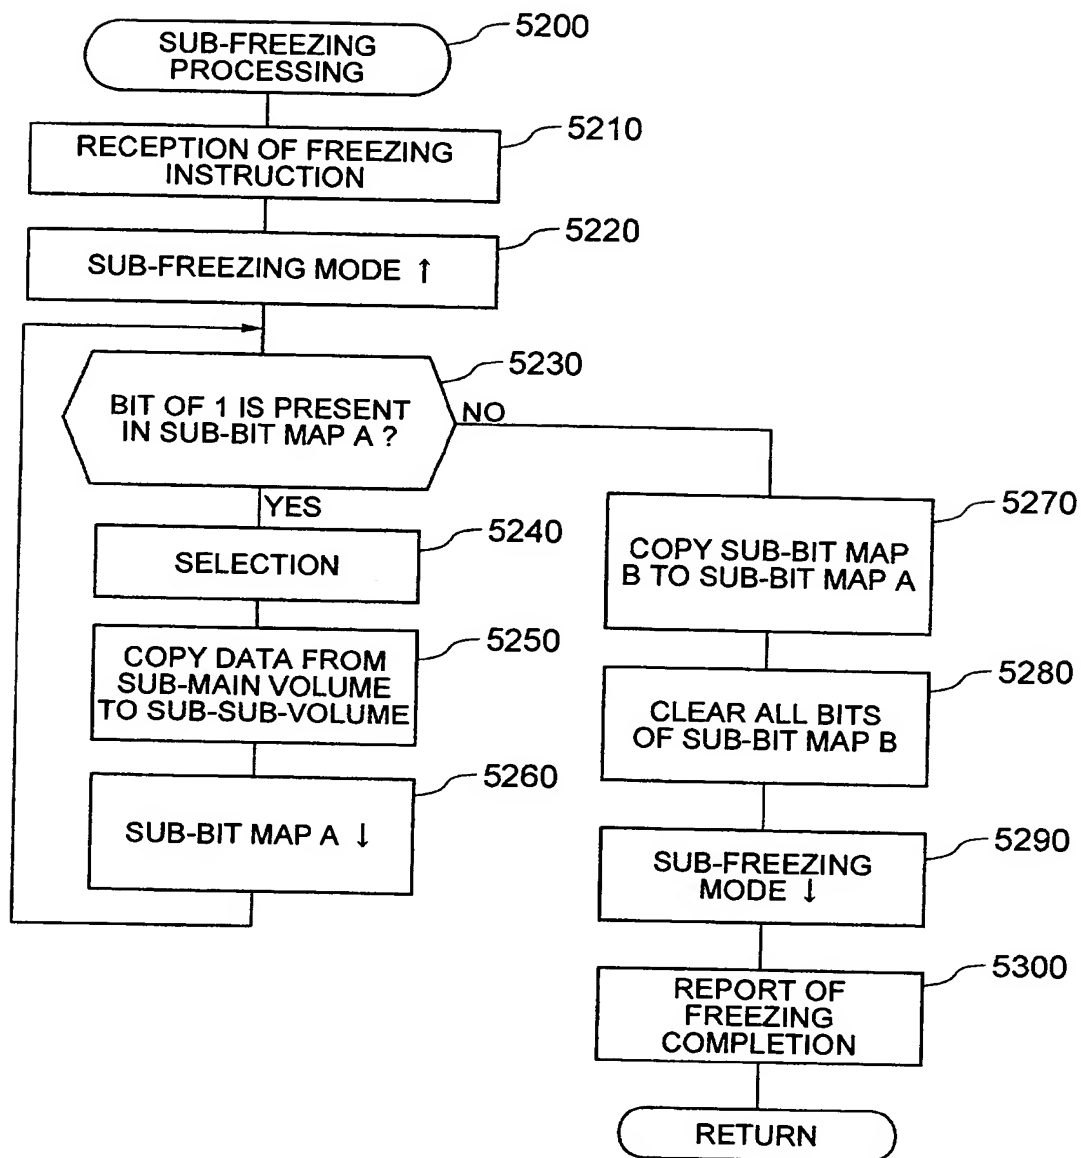 SUB-FREEZING
PROCESSING
5200
RECEPTION OF FREEZING
INSTRUCTION
5210
SUB-FREEZING MODE ↑
5220
BIT OF 1 IS PRESENT
IN SUB-BIT MAP A ?
5230
NO
YES
SELECTION
5240
COPY DATA FROM
SUB-MAIN VOLUME
TO SUB-SUB-VOLUME
5250
SUB-BIT MAP A ↓
5260
COPY SUB-BIT MAP
B TO SUB-BIT MAP A
5270
CLEAR ALL BITS
OF SUB-BIT MAP B
5280
SUB-FREEZING
MODE ↓
5290
REPORT OF
FREEZING
COMPLETION
5300
RETURN